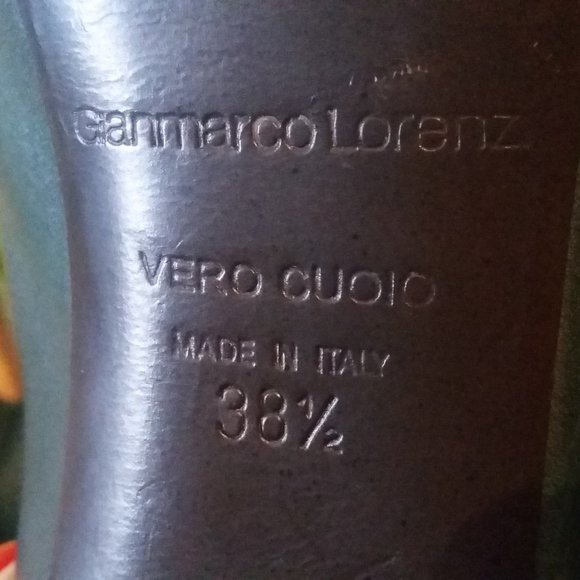 Gianmarco Lorenzi
VERO CUOIO
MADE IN ITALY
38½